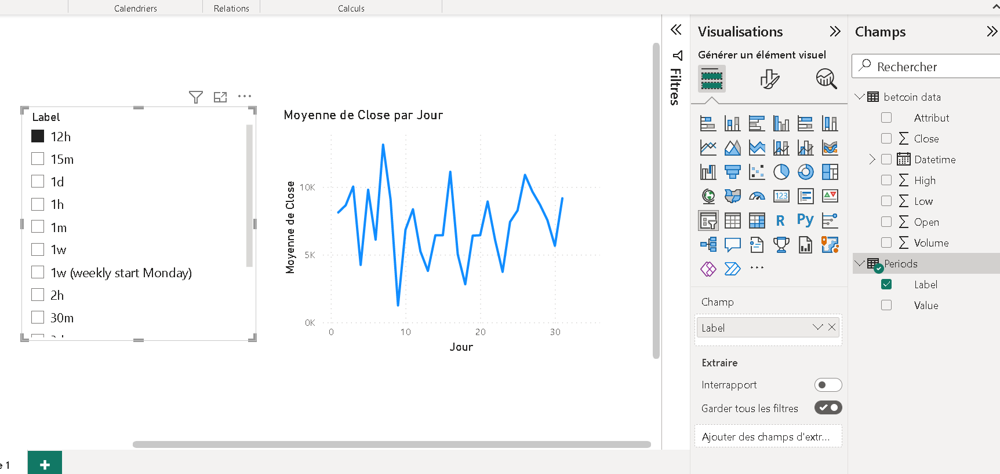 Calendriers
Relations
Calculs
Visualisations
Champs
Générer un élément visuel
Rechercher
Filtres
Label
12h
15m
1d
1h
1m
1w
1w (weekly start Monday)
2h
30m
Moyenne de Close par Jour
Moyenne de Close
10K
5K
0K
0
10
20
30
Jour
123
R
Py
Champ
Label
Extraire
Interrapport
Garder tous les filtres
Ajouter des champs d'extr...
betcoin data
Attribut
Close
Datetime
High
Low
Open
Volume
Periods
Label
Value
e 1